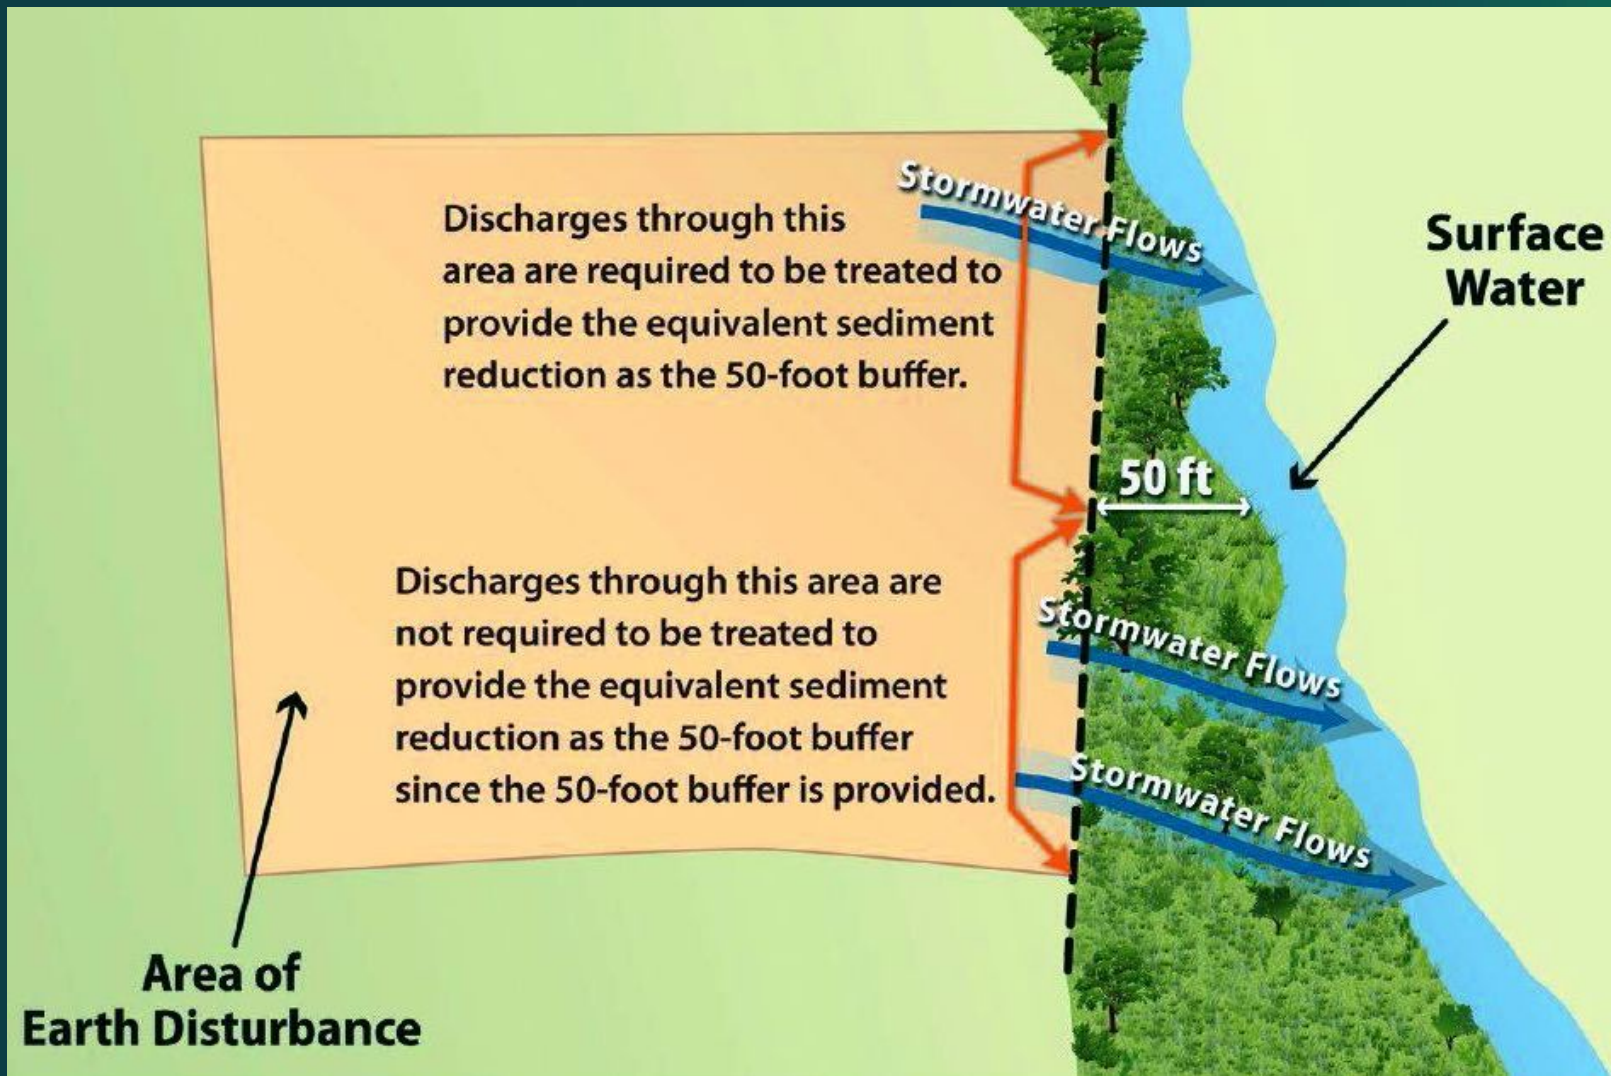 Stormwater Flows
Discharges through this
area are required to be treated to
provide the equivalent sediment
reduction as the 50-foot buffer.
Surface
Water
50 ft
Discharges through this area are
not required to be treated to
provide the equivalent sediment
reduction as the 50-foot buffer
since the 50-foot buffer is provided.
Stormwater Flows
Stormwater Flows
Area of
Earth Disturbance